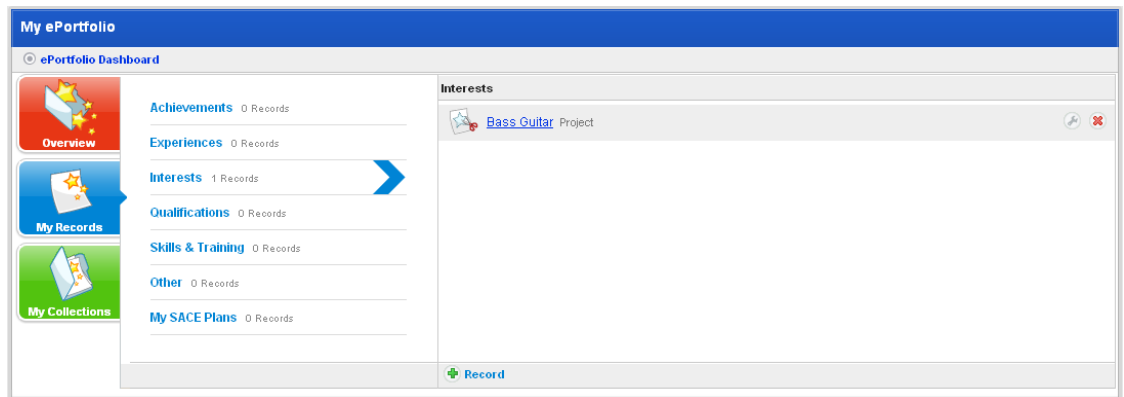 My ePortfolio
ePortfolio Dashboard
Overview
My Records
My Collections
Achievements 0 Records
Experiences 0 Records
Interests 1 Records
Qualifications 0 Records
Skills & Training 0 Records
Other 0 Records
My SACE Plans 0 Records
Interests
Bass Guitar Project
Record